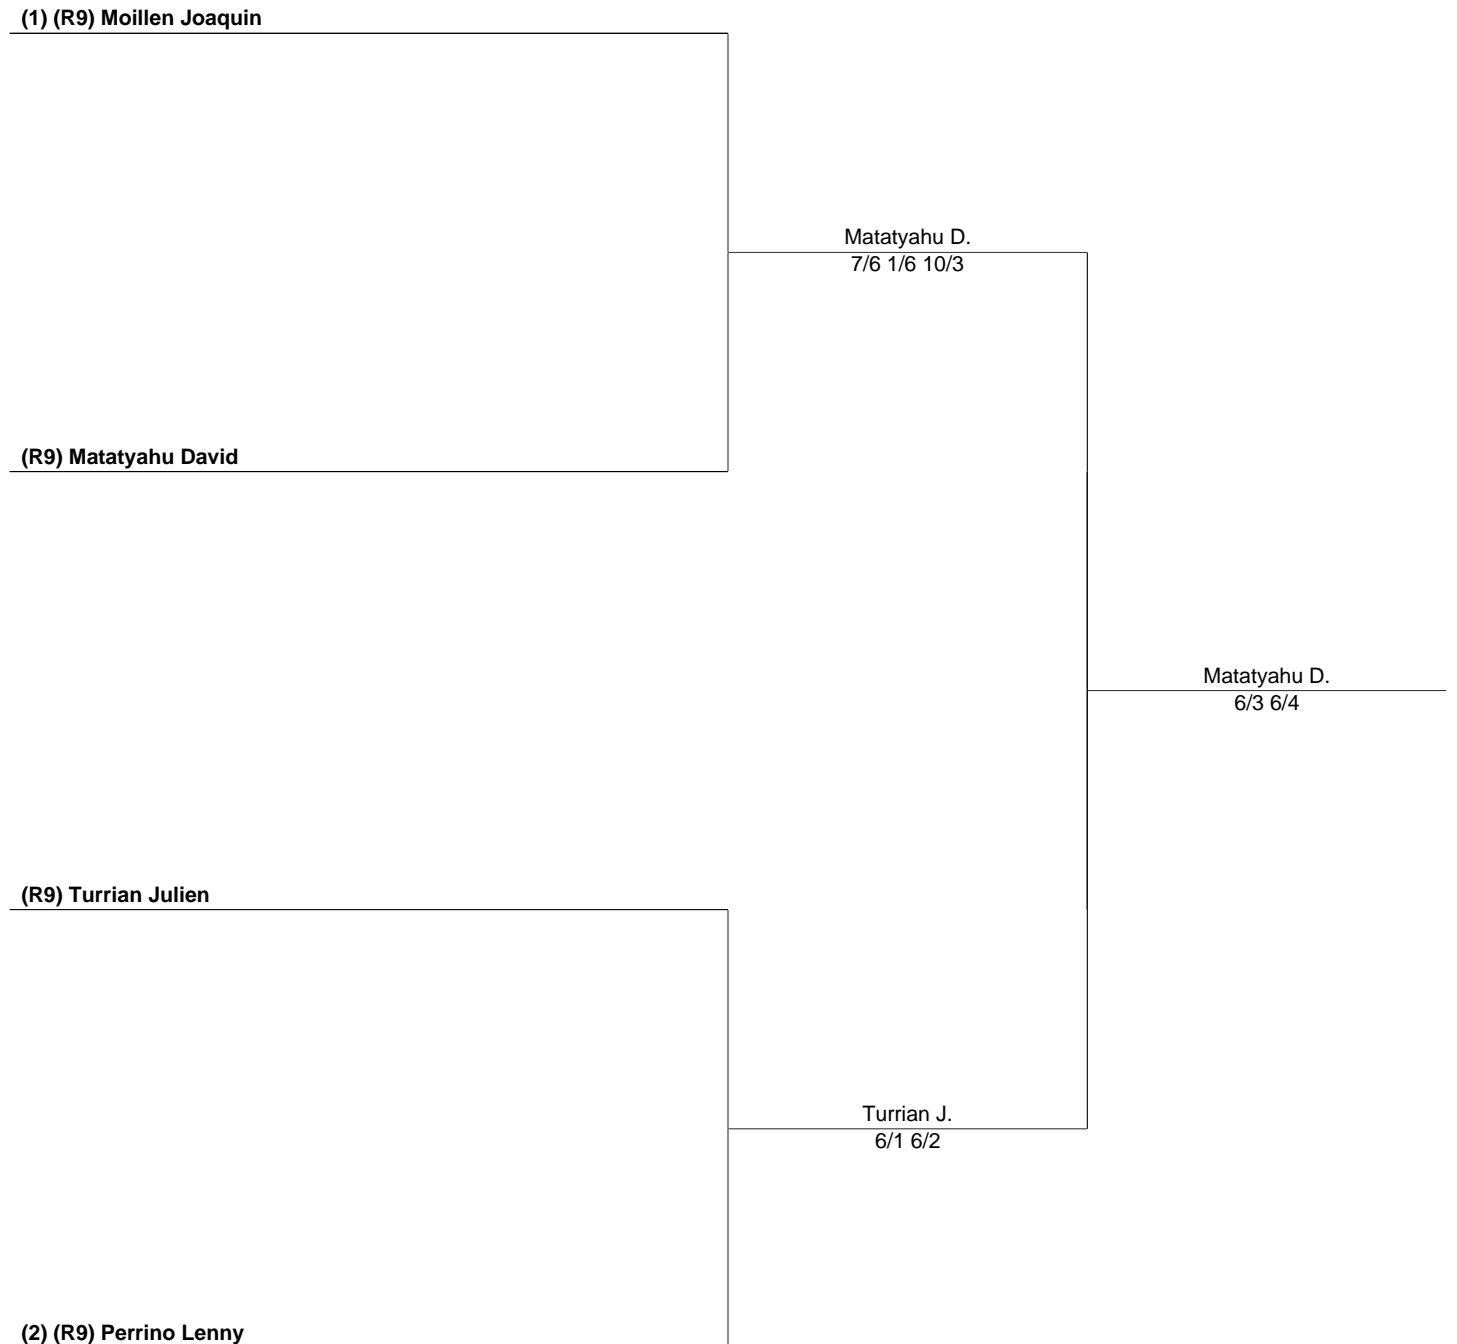 (1) (R9) Moillen Joaquin
Matatyahu D.
7/6 1/6 10/3
(R9) Matatyahu David
Matatyahu D.
6/3 6/4
(R9) Turrian Julien
Turrian J.
6/1 6/2
(2) (R9) Perrino Lenny